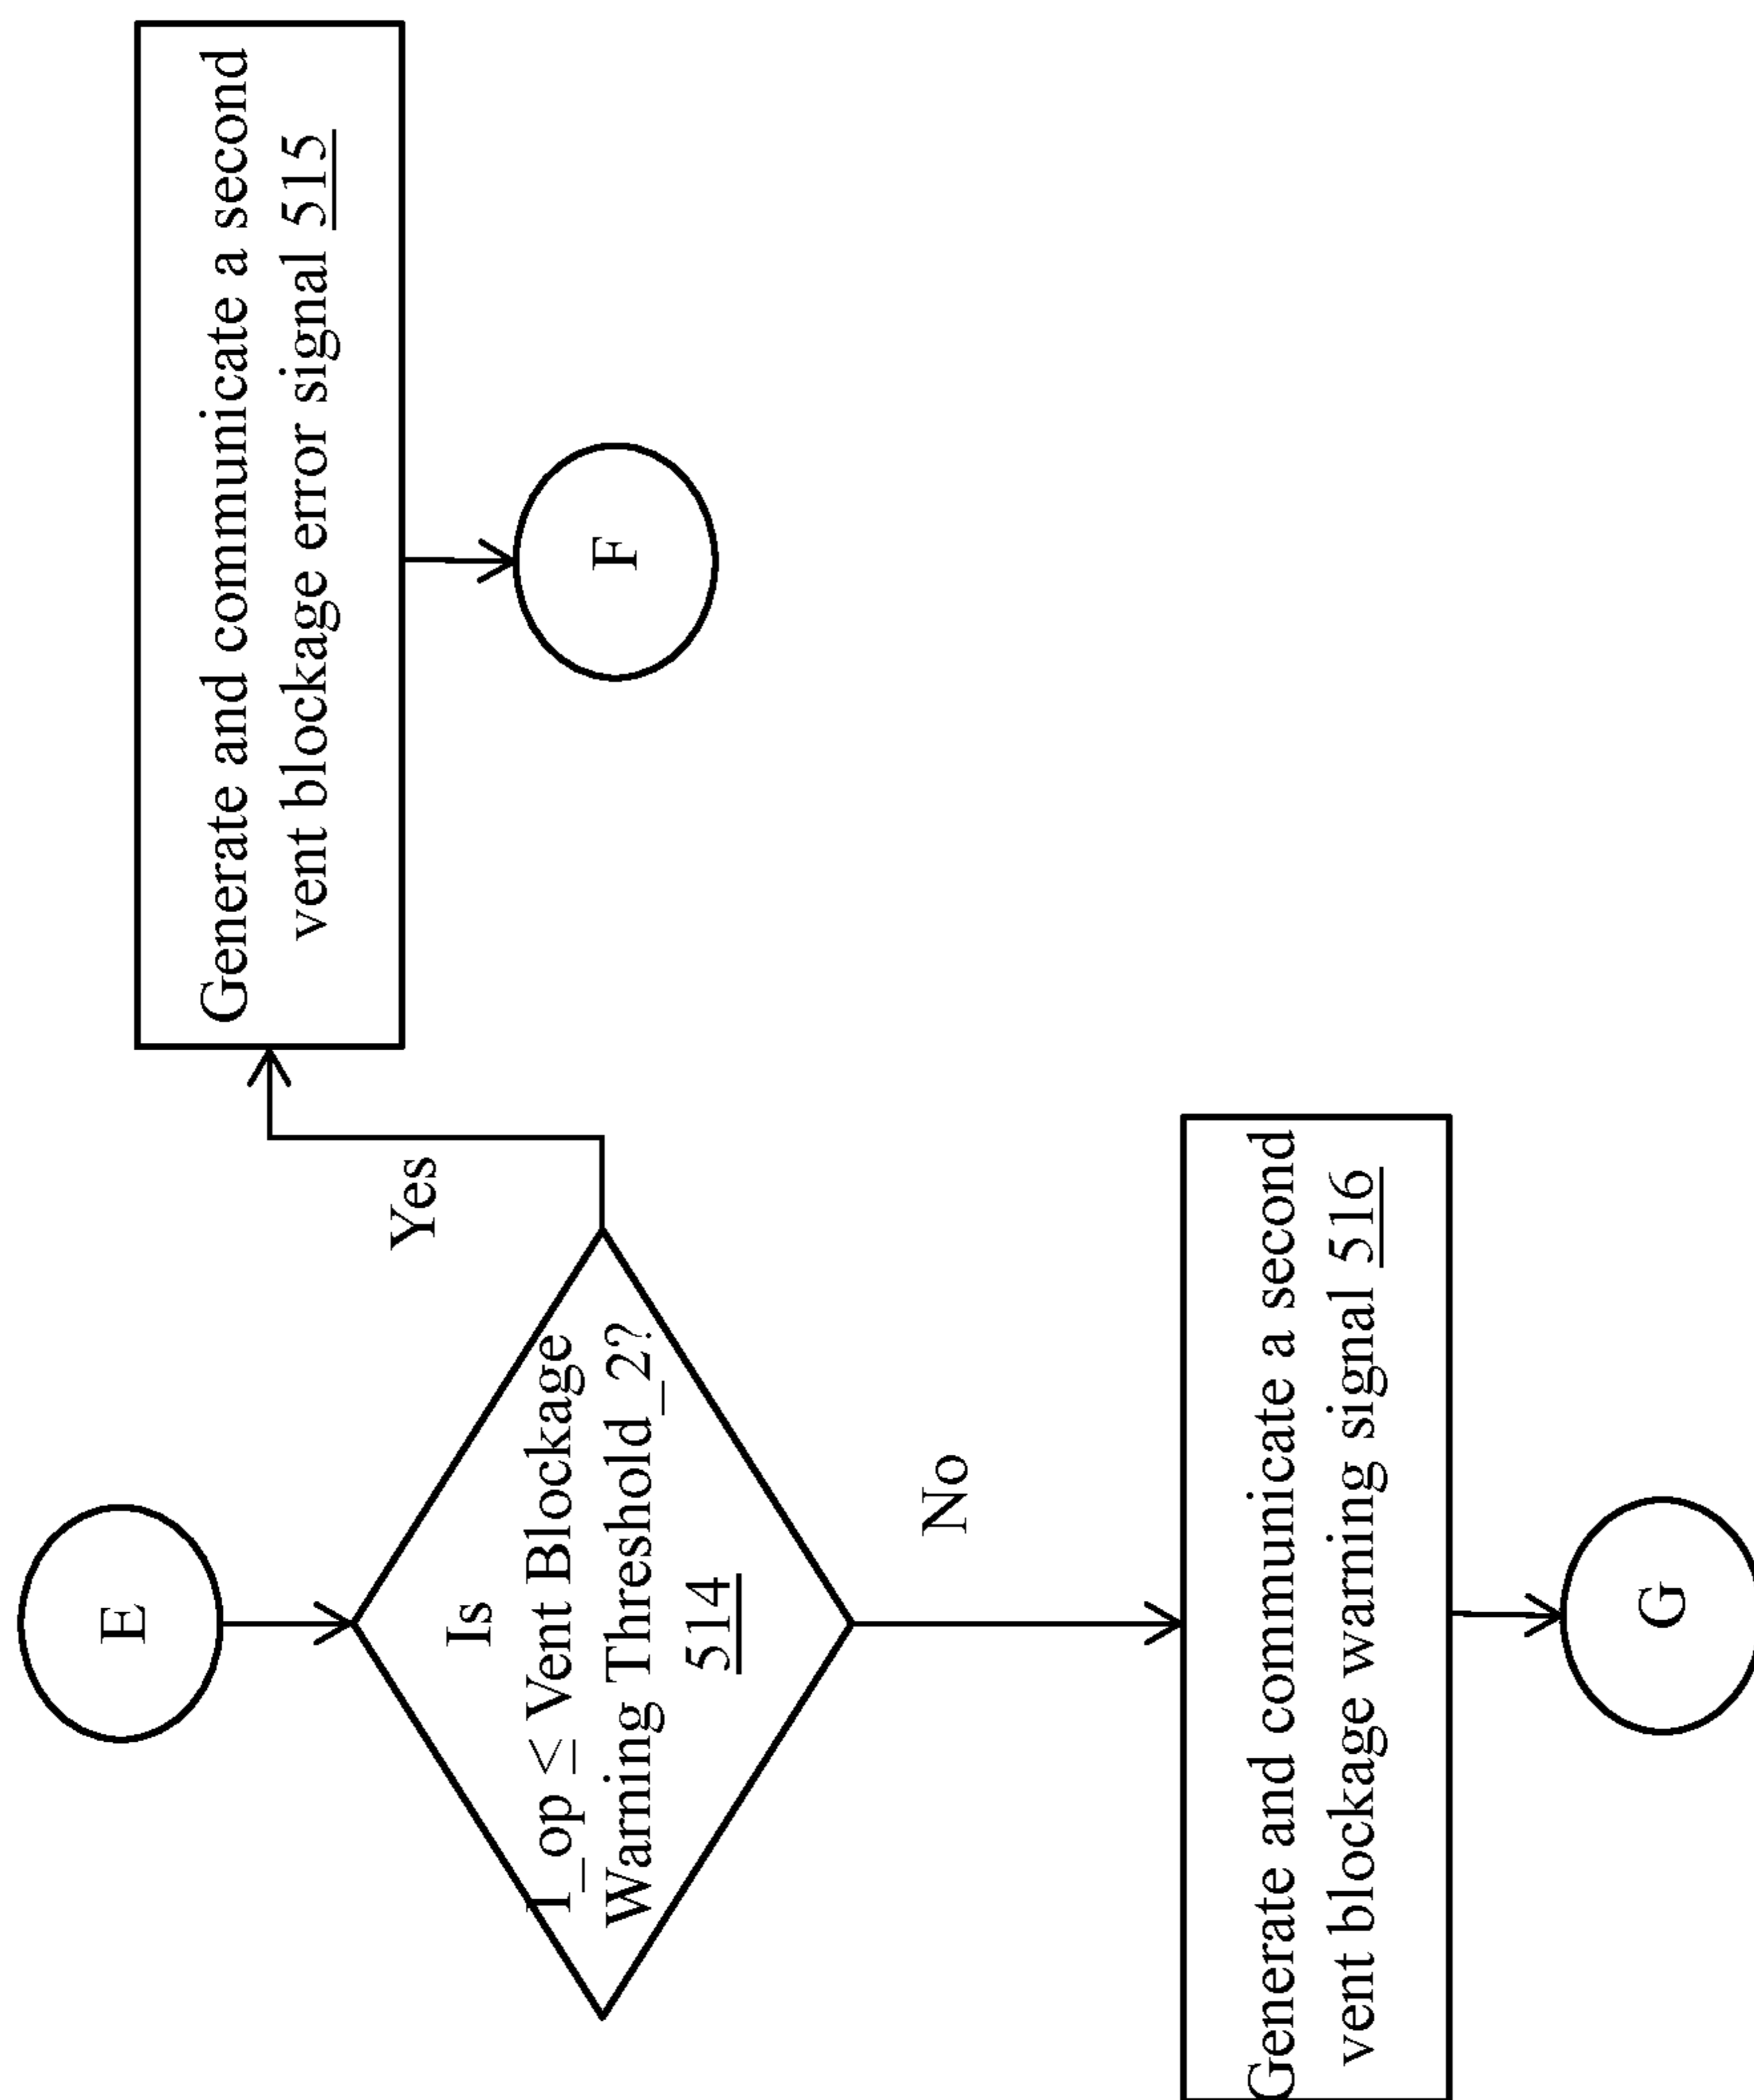 E
Is
I_op ≤ Vent Blockage
Warning Threshold_2?
514
Yes
Generate and communicate a second
vent blockage error signal 515
F
No
Generate and communicate a second
vent blockage warning signal 516
G